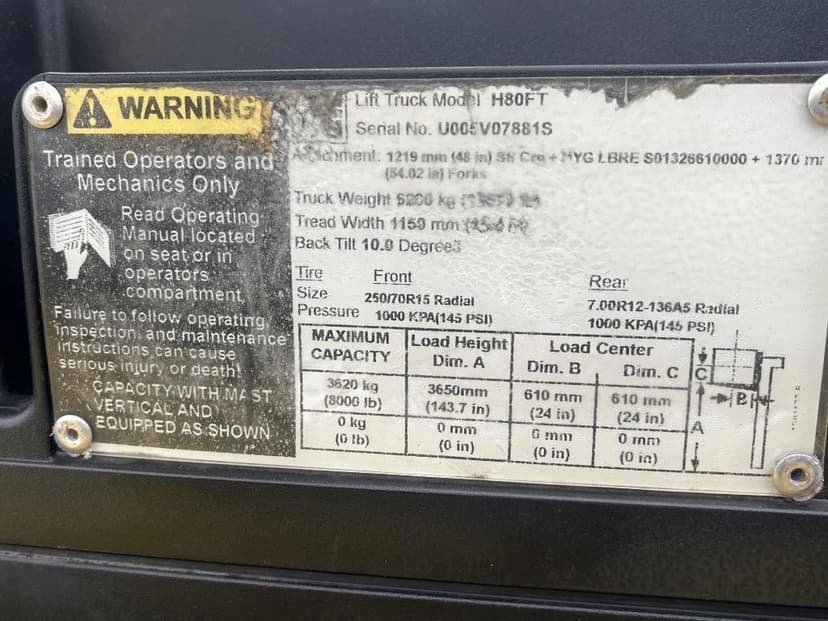 WARNING
Trained Operators and
Mechanics Only
Read Operating
Manual located
on seat or in
operators
compartment.
Failure to follow operating,
inspection, and maintenance
instructions can cause
serious injury or death!
CAPACITY WITH MAST
VERTICAL AND
EQUIPPED AS SHOWN
Lift Truck Model H80FT
Serial No. U005V07881S
Attachment: 1219 mm (48 in) SS Crg + HYG LBRE S01326610000 + 1370 mm
(54.02 in) Forks
Truck Weight kg
Tread Width 1150 mm
Back Tilt 10.0 Degrees
Tire Front Rear
Size 250/70R15 Radial 7.00R12-136A5 Radial
Pressure 1000 KPA(145 PSI) 1000 KPA(145 PSI)
MAXIMUM CAPACITY Load Height Dim. A Load Center Dim. B Dim. C
3620 kg (8000 lb) 3650mm (143.7 in) 610 mm (24 in) 610 mm (24 in)
0 kg (0 lb) 0 mm (0 in) 0 mm (0 in) 0 mm (0 in)
C
B
A